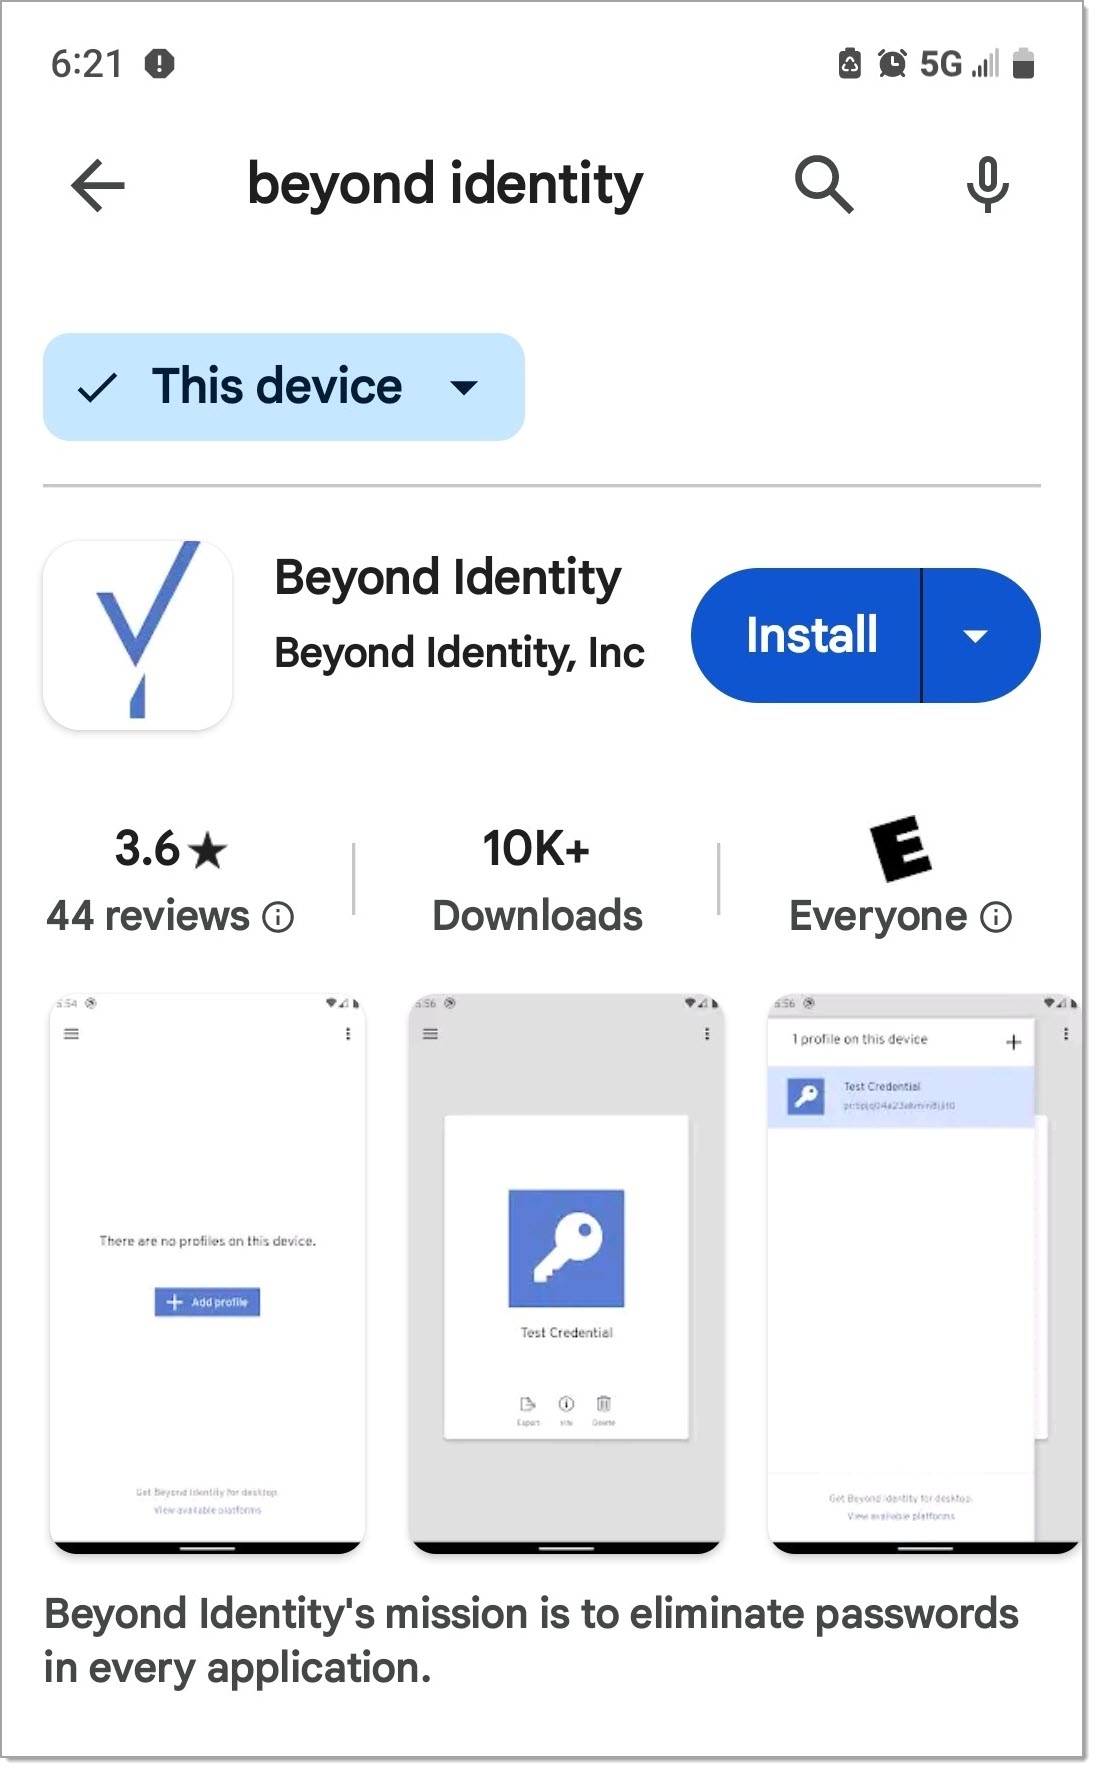 6:21
5G
beyond identity
This device
Beyond Identity
Beyond Identity, Inc
Install
3.6★
10K+
E
44 reviews
Downloads
Everyone
5:54
5:56
5:56
1 profile on this device
Test Credential
There are no profiles on this device.
Add profile
Test Credential
Export
Info
Delete
Get Beyond Identity for desktop.
View available platforms
Get Beyond Identity for desktop.
View available platforms
Beyond Identity's mission is to eliminate passwords
in every application.